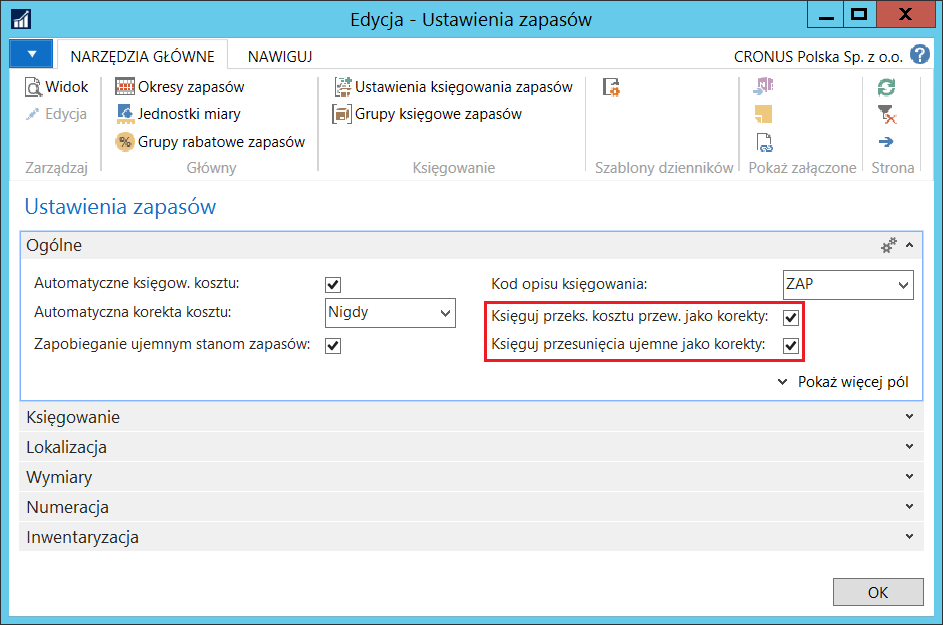 Edycja - Ustawienia zapasów
NARZĘDZIA GŁÓWNE
NAWIGUJ
CRONUS Polska Sp. z o.o.
Widok
Edycja
Zarządzaj
Okresy zapasów
Jednostki miary
Grupy rabatowe zapasów
Główny
Ustawienia księgowania zapasów
Grupy księgowe zapasów
Księgowanie
Szablony dzienników
Pokaż załączone
Strona
Ustawienia zapasów
Ogólne
Automatyczne księgow. kosztu:
Automatyczna korekta kosztu: Nigdy
Zapobieganie ujemnym stanom zapasów:
Kod opisu księgowania: ZAP
Księguj przeks. kosztu przew. jako korekty:
Księguj przesunięcia ujemne jako korekty:
Pokaż więcej pól
Księgowanie
Lokalizacja
Wymiary
Numeracja
Inwentaryzacja
OK